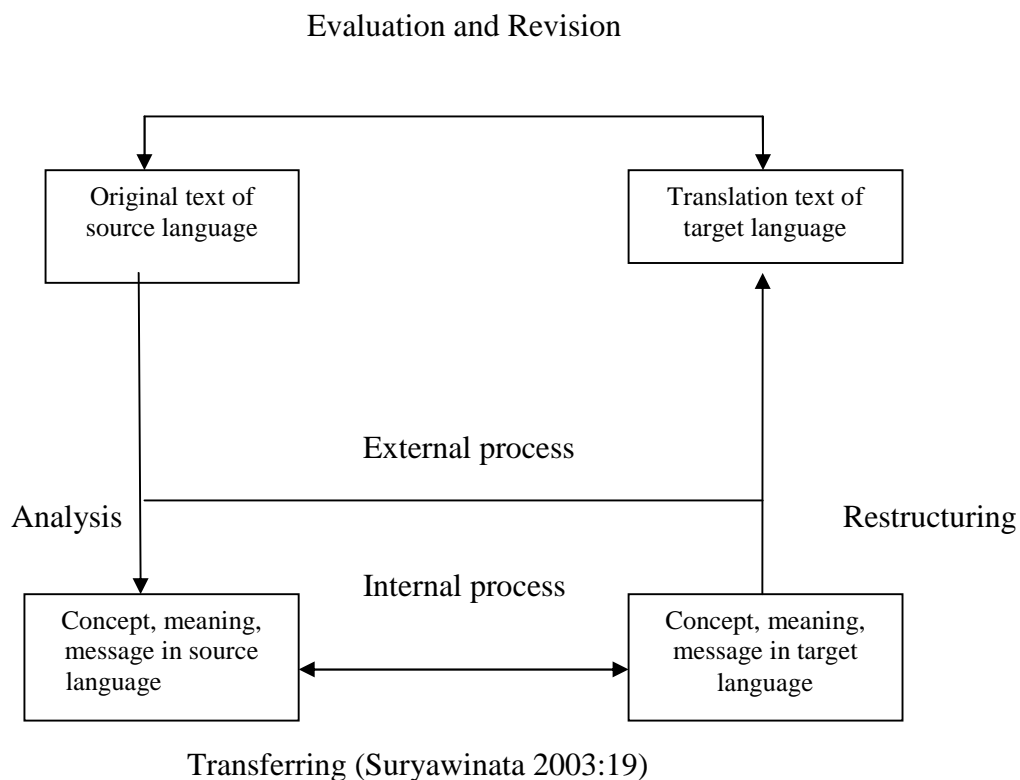 Evaluation and Revision
Original text of
source language
Translation text of
target language
External process
Analysis
Restructuring
Internal process
Concept, meaning,
message in source
language
Concept, meaning,
message in target
language
Transferring (Suryawinata 2003:19)